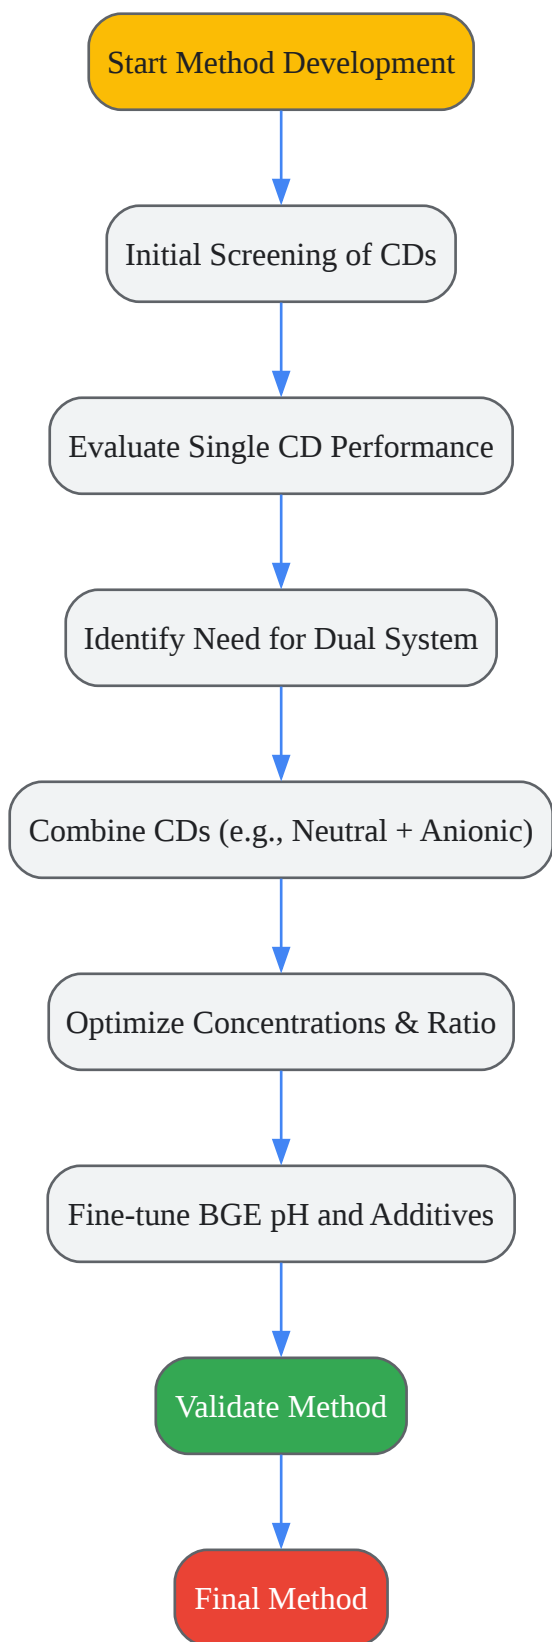 Start Method Development
Initial Screening of CDs
Evaluate Single CD Performance
Identify Need for Dual System
Combine CDs (e.g., Neutral + Anionic)
Optimize Concentrations & Ratio
Fine-tune BGE pH and Additives
Validate Method
Final Method